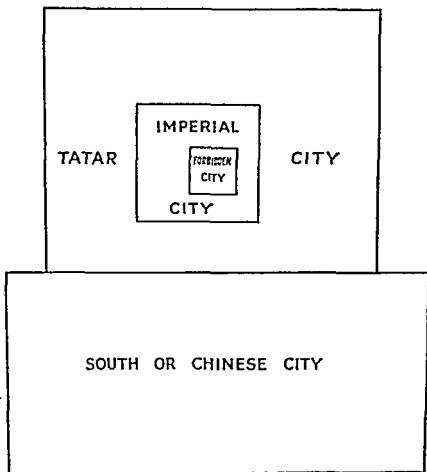 IMPERIAL
TATAR
FORBIDDEN
CITY
CITY
CITY
SOUTH OR CHINESE CITY